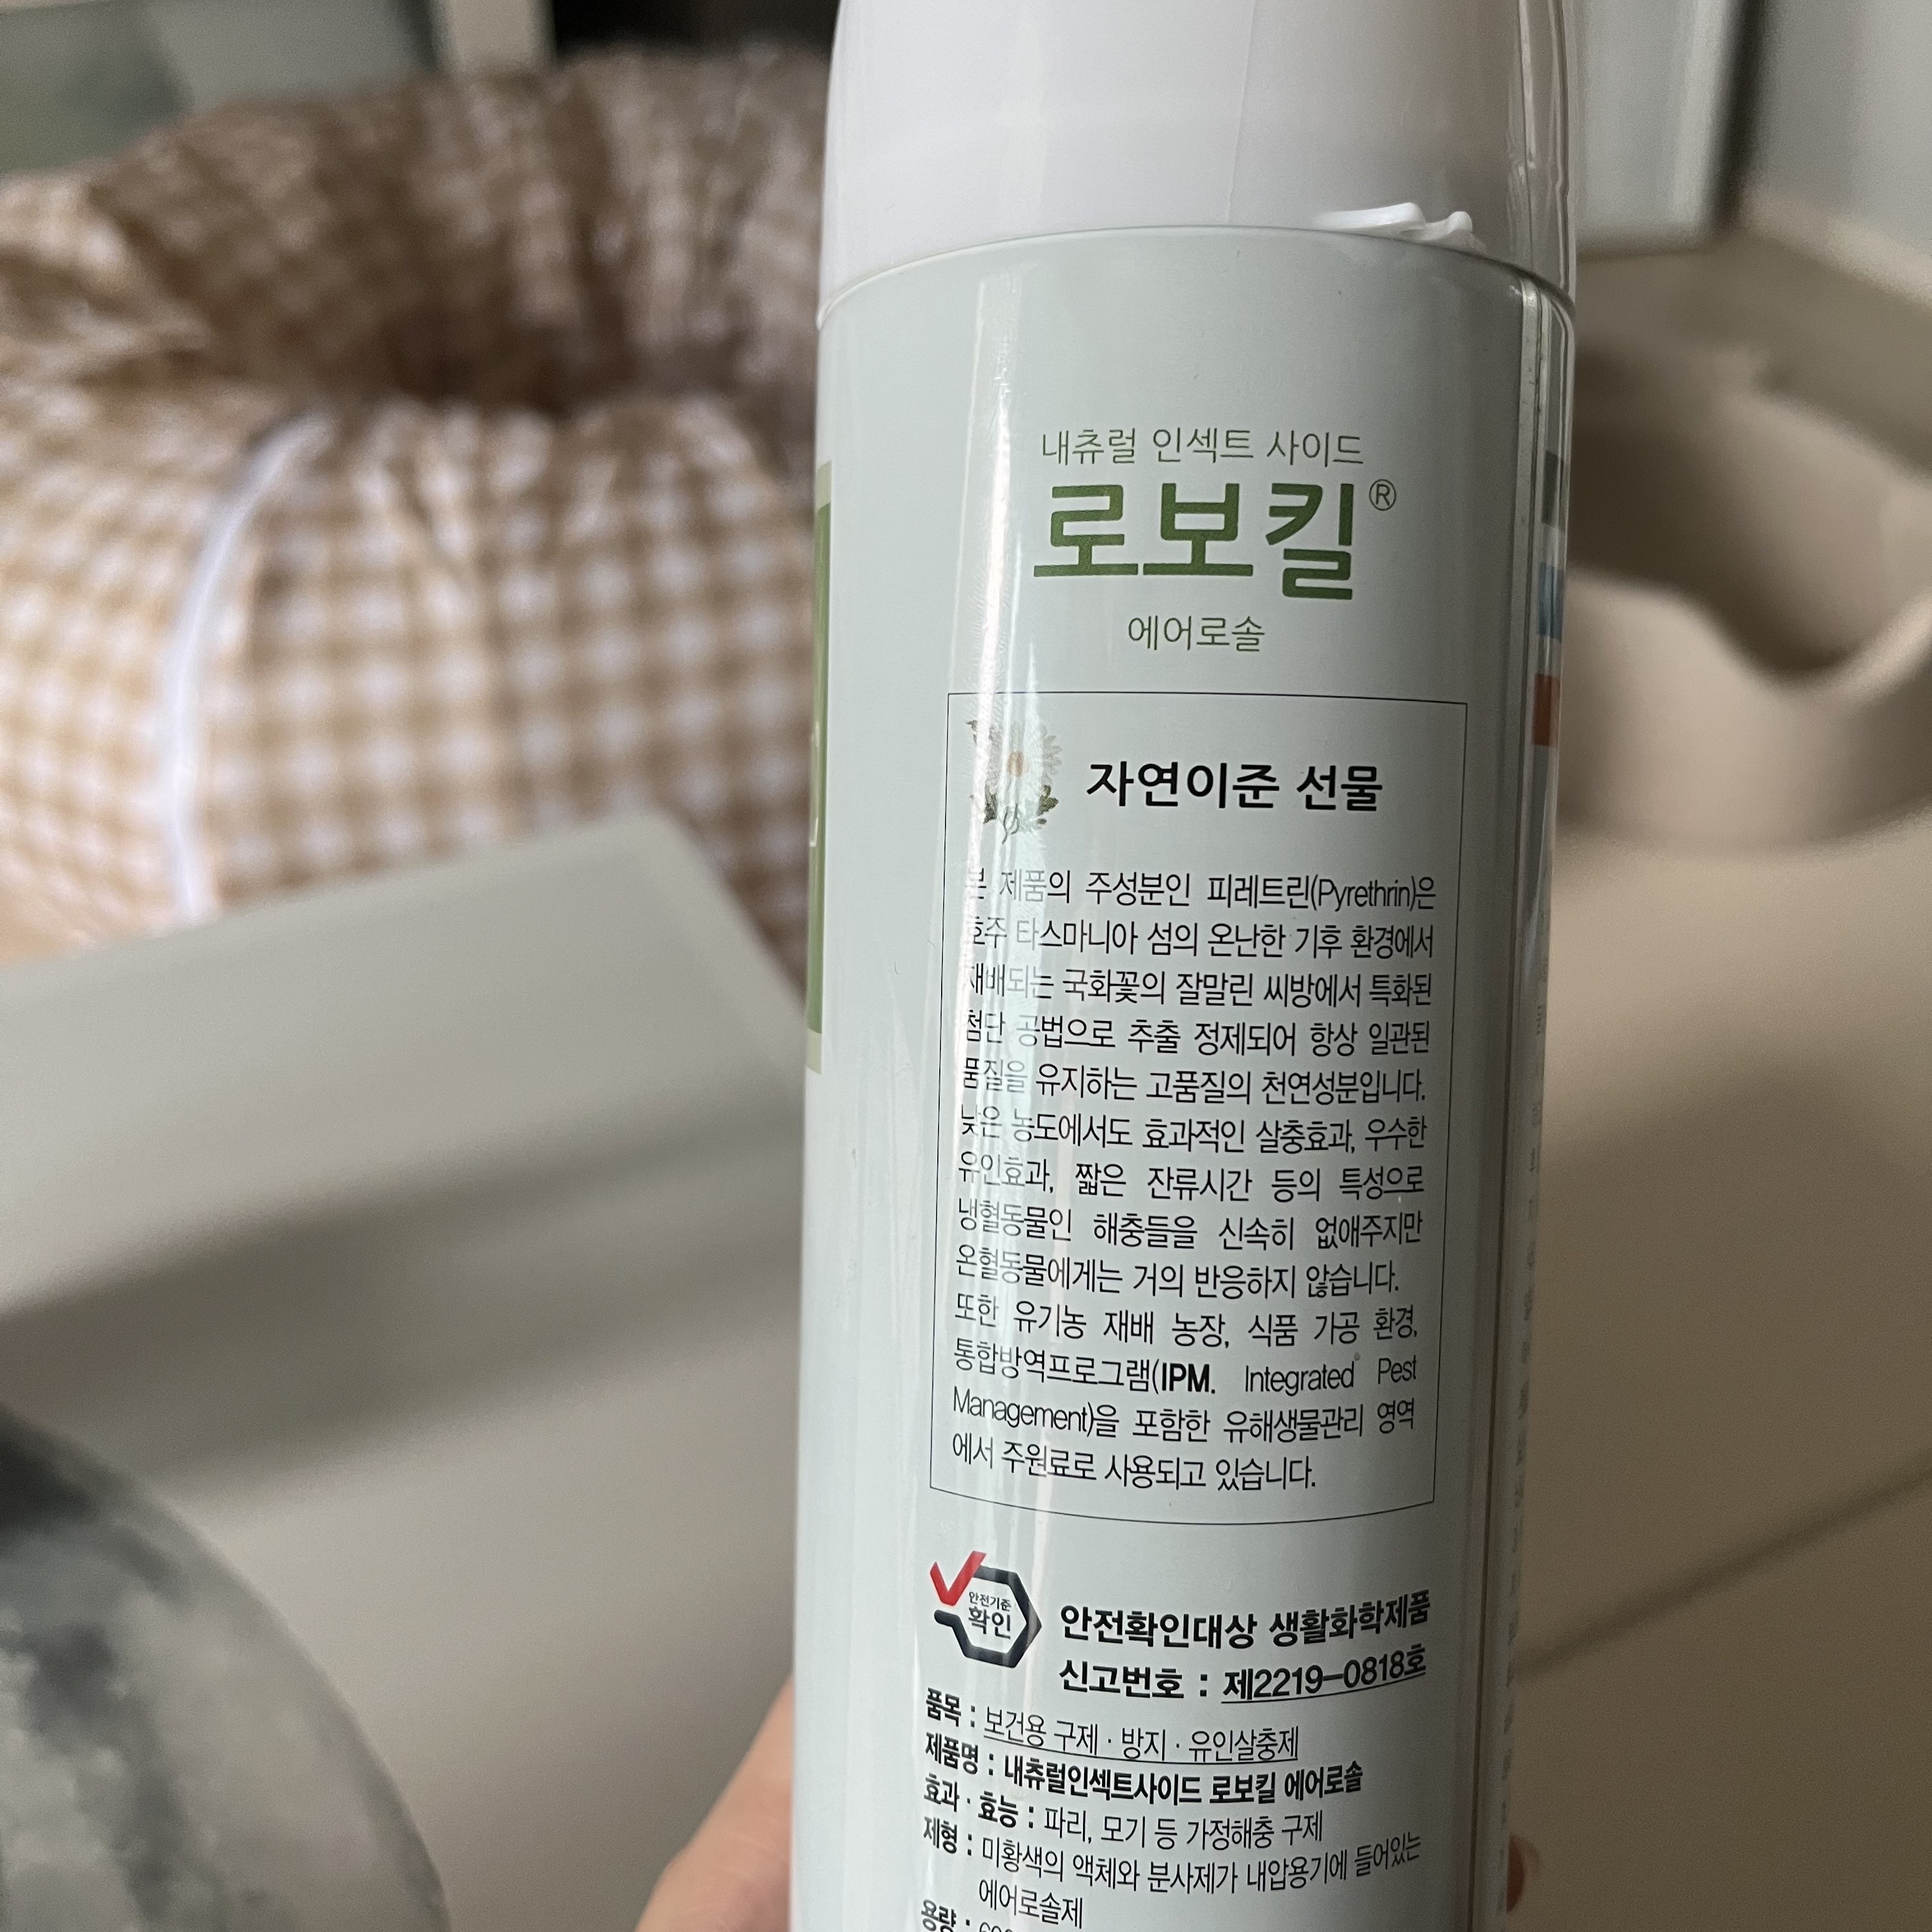 내츄럴 인섹트 사이드
로보킬®
에어로솔
자연이준 선물
본 제품의 주성분인 피레트린(Pyrethrin)은
호주 타스마니아 섬의 온난한 기후 환경에서
재배되는 국화꽃의 잘말린 씨방에서 특화된
첨단 공법으로 추출 정제되어 항상 일관된
품질을 유지하는 고품질의 천연성분입니다.
낮은 농도에서도 효과적인 살충효과, 우수한
유인효과, 짧은 잔류시간 등의 특성으로
냉혈동물인 해충들을 신속히 없애주지만
온혈동물에게는 거의 반응하지 않습니다.
또한 유기농 재배 농장, 식품 가공 환경,
통합방역프로그램(IPM. Integrated Pest
Management)을 포함한 유해생물관리 영역
에서 주원료로 사용되고 있습니다.
안전기준
확인
안전확인대상 생활화학제품
신고번호 : 제2219-0818호
품목 : 보건용 구제 · 방지 · 유인살충제
제품명 : 내츄럴인섹트사이드 로보킬 에어로솔
효과 · 효능 : 파리, 모기 등 가정해충 구제
제형 : 미황색의 액체와 분사제가 내압용기에 들어있는
에어로솔제
용량 :